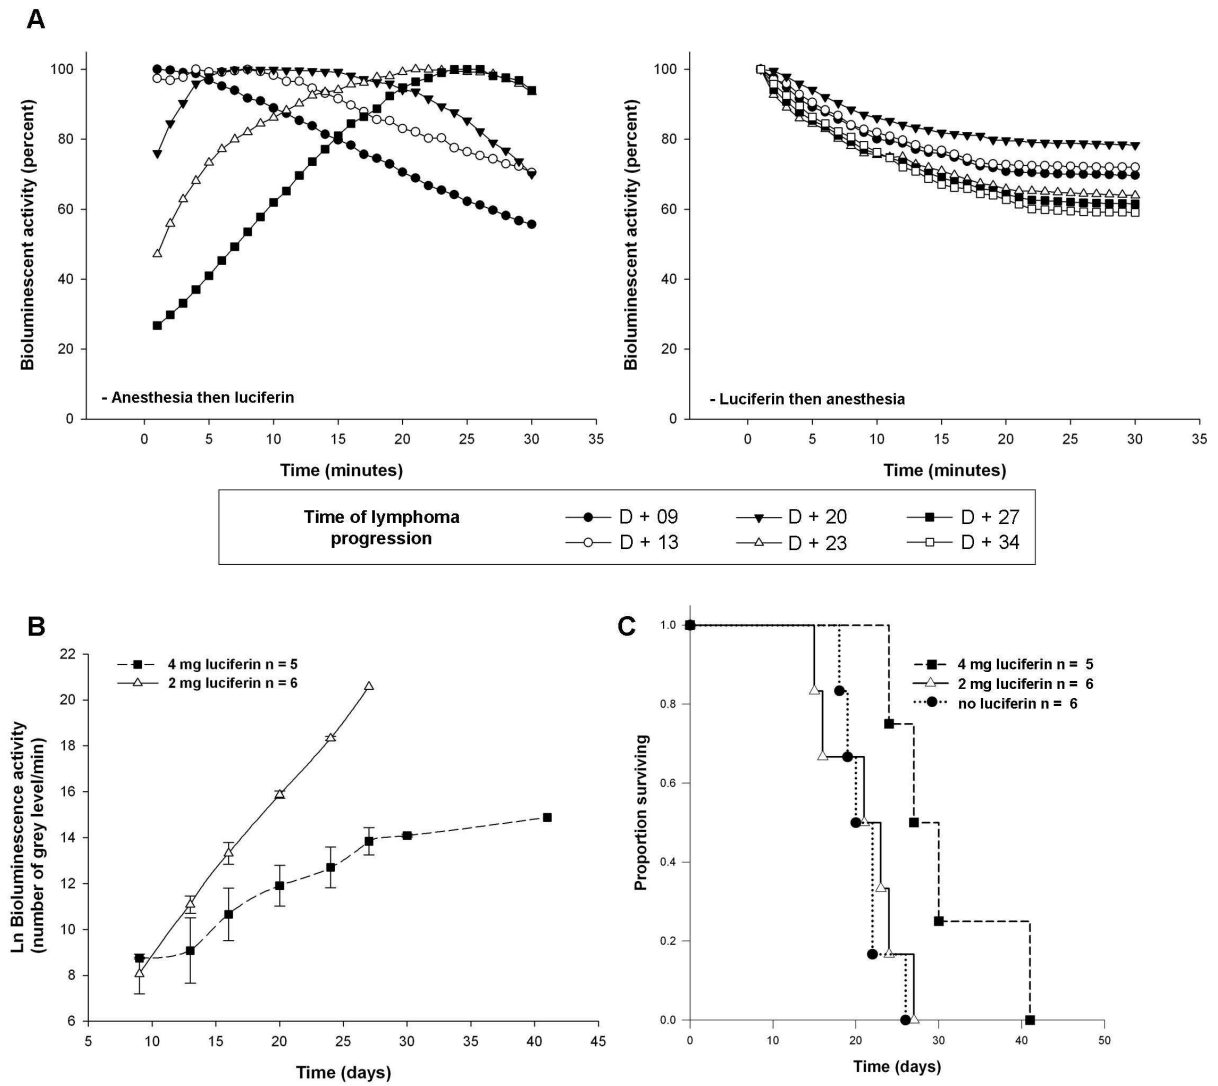 A
Bioluminescent activity (percent)
100
80
60
40
20
0
- Anesthesia then luciferin
0 5 10 15 20 25 30 35
Time (minutes)
Bioluminescent activity (percent)
100
80
60
40
20
0
- Luciferin then anesthesia
0 5 10 15 20 25 30 35
Time (minutes)
Time of lymphoma
progression
D + 09 D + 20 D + 27
D + 13 D + 23 D + 34
B
Ln Bioluminescence activity
(number of grey level/min)
22
20
18
16
14
12
10
8
6
4 mg luciferin n = 5
2 mg luciferin n = 6
5 10 15 20 25 30 35 40 45
Time (days)
C
Proportion surviving
1.0
0.8
0.6
0.4
0.2
0.0
4 mg luciferin n = 5
2 mg luciferin n = 6
no luciferin n = 6
0 10 20 30 40 50
Time (days)